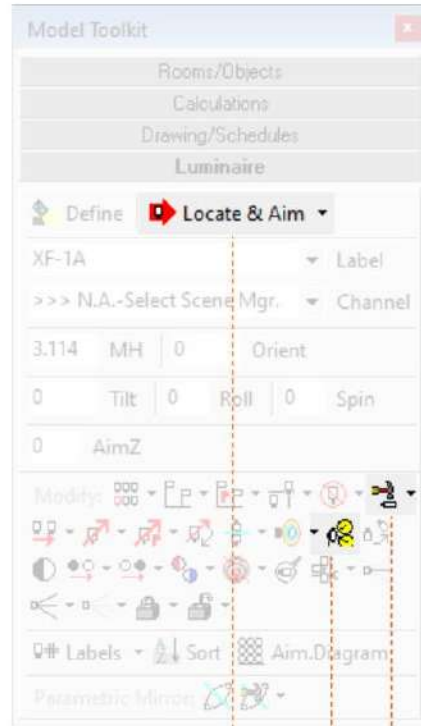 Model Toolkit
Rooms/Objects
Calculations
Drawing/Schedules
Luminaire
Define Locate & Aim
XF-1A Label
>>> N.A.-Select Scene Mgr. Channel
3.114 MH 0 Orient
0 Tilt 0 Roll 0 Spin
0 AimZ
Modify:
Labels Sort Aim.Diagram
Parametric Mirror: